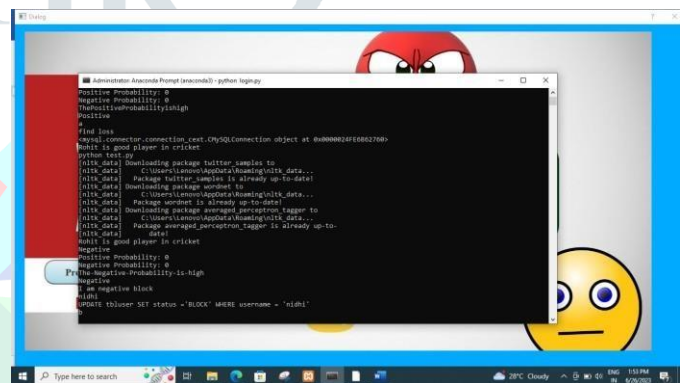 Dialog
Administrator: Anaconda Prompt (anaconda3) - python login.py
Positive Probability: 0
Negative Probability: 0
ThePositiveProbabilityishigh
Positive
a
find loss
<mysql.connector.connection_cext.CMySQLConnection object at 0x0000024FE6B62760>
Rohit is good player in cricket
python test.py
[nltk_data] Downloading package twitter_samples to
[nltk_data]     C:\Users\Lenovo\AppData\Roaming\nltk_data...
[nltk_data]   Package twitter_samples is already up-to-date!
[nltk_data] Downloading package wordnet to
[nltk_data]     C:\Users\Lenovo\AppData\Roaming\nltk_data...
[nltk_data]   Package wordnet is already up-to-date!
[nltk_data] Downloading package averaged_perceptron_tagger to
[nltk_data]     C:\Users\Lenovo\AppData\Roaming\nltk_data...
[nltk_data]   Package averaged_perceptron_tagger is already up-to-
[nltk_data]       date!
Rohit is good player in cricket
Negative
Positive Probability: 0
Negative Probability: 0
The-Negative-Probability-is-high
Negative
I am negative block
nidhi
UPDATE tbluser SET status ='BLOCK' WHERE username = 'nidhi'
b
Pr
Type here to search
28°C Cloudy
ENG
IN
1:53 PM
5/26/2023